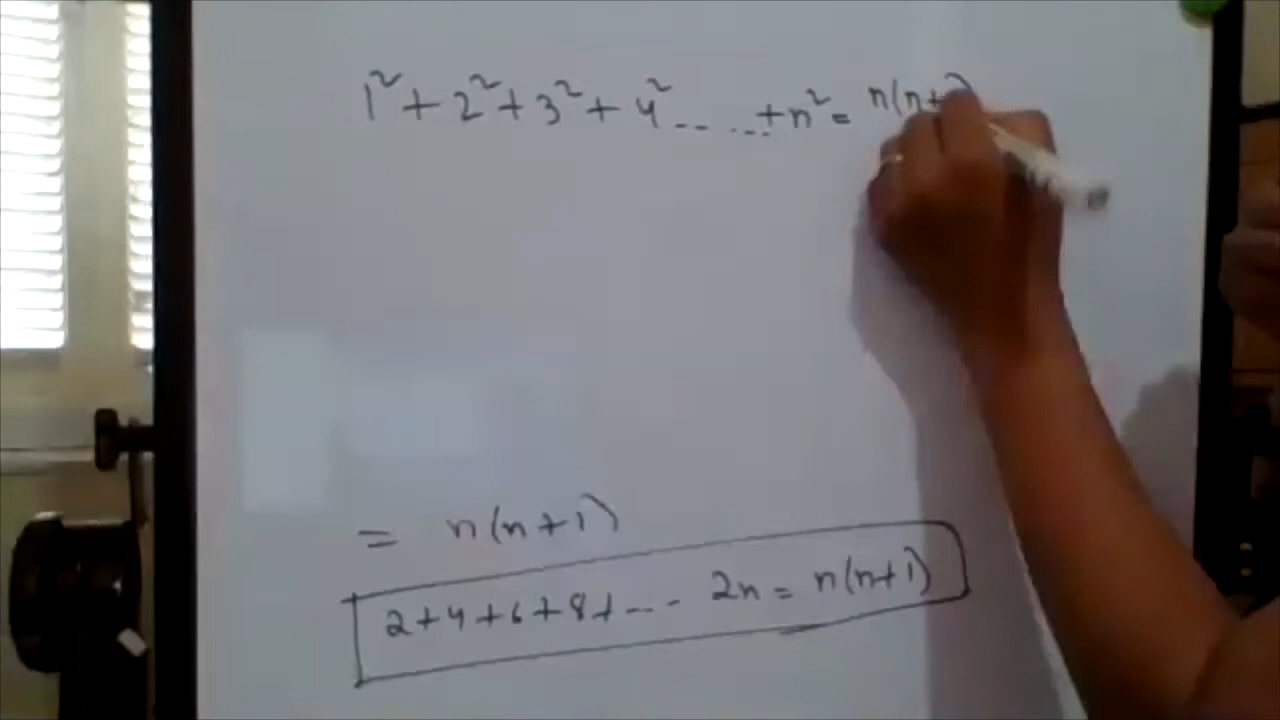 1² + 2² + 3² + 4² -- ... + n² = n(n+
= n(n+1)
2+4+6+8+--- 2n = n(n+1)